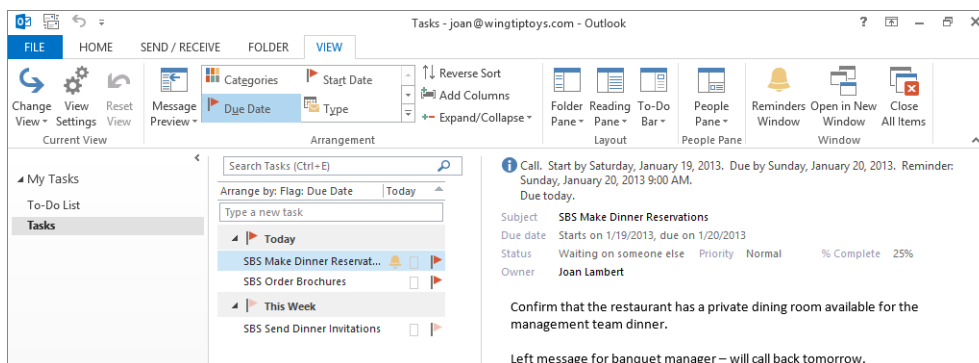 Tasks - joan@wingtiptoys.com - Outlook
FILE HOME SEND / RECEIVE FOLDER VIEW
Change View View Settings Reset View
Current View
Message Preview
Categories Start Date
Due Date Type
Reverse Sort
Add Columns
Expand/Collapse
Arrangement
Folder Pane Reading Pane To-Do Bar
Layout
People Pane
People Pane
Reminders Window Open in New Window Close All Items
Window
My Tasks
To-Do List
Tasks
Search Tasks (Ctrl+E)
Arrange by: Flag: Due Date Today
Type a new task
Today
SBS Make Dinner Reservat...
SBS Order Brochures
This Week
SBS Send Dinner Invitations
Call. Start by Saturday, January 19, 2013. Due by Sunday, January 20, 2013. Reminder:
Sunday, January 20, 2013 9:00 AM.
Due today.
Subject SBS Make Dinner Reservations
Due date Starts on 1/19/2013, due on 1/20/2013
Status Waiting on someone else Priority Normal % Complete 25%
Owner Joan Lambert
Confirm that the restaurant has a private dining room available for the
management team dinner.
Left message for banquet manager – will call back tomorrow.